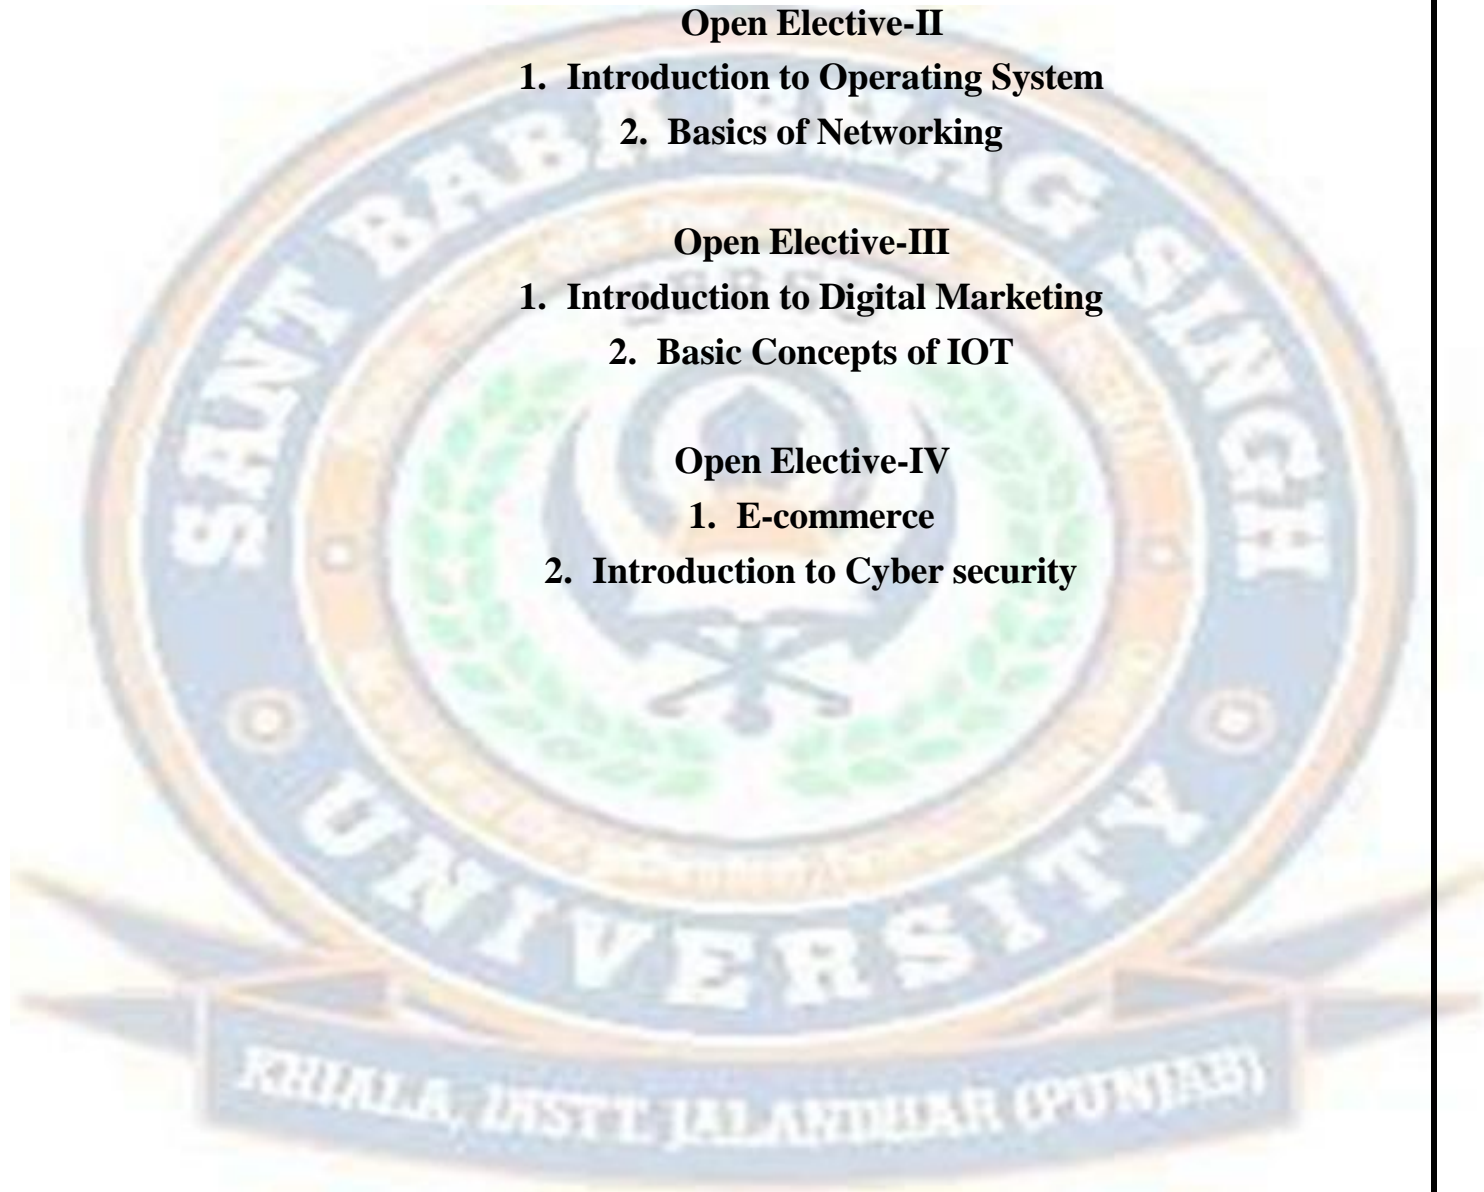 Open Elective-II
1. Introduction to Operating System
2. Basics of Networking
Open Elective-III
1. Introduction to Digital Marketing
2. Basic Concepts of IOT
Open Elective-IV
1. E-commerce
2. Introduction to Cyber security
SANT BABA BHAG SINGH
UNIVERSITY
KHIALA, DISTT. JALANDHAR (PUNJAB)